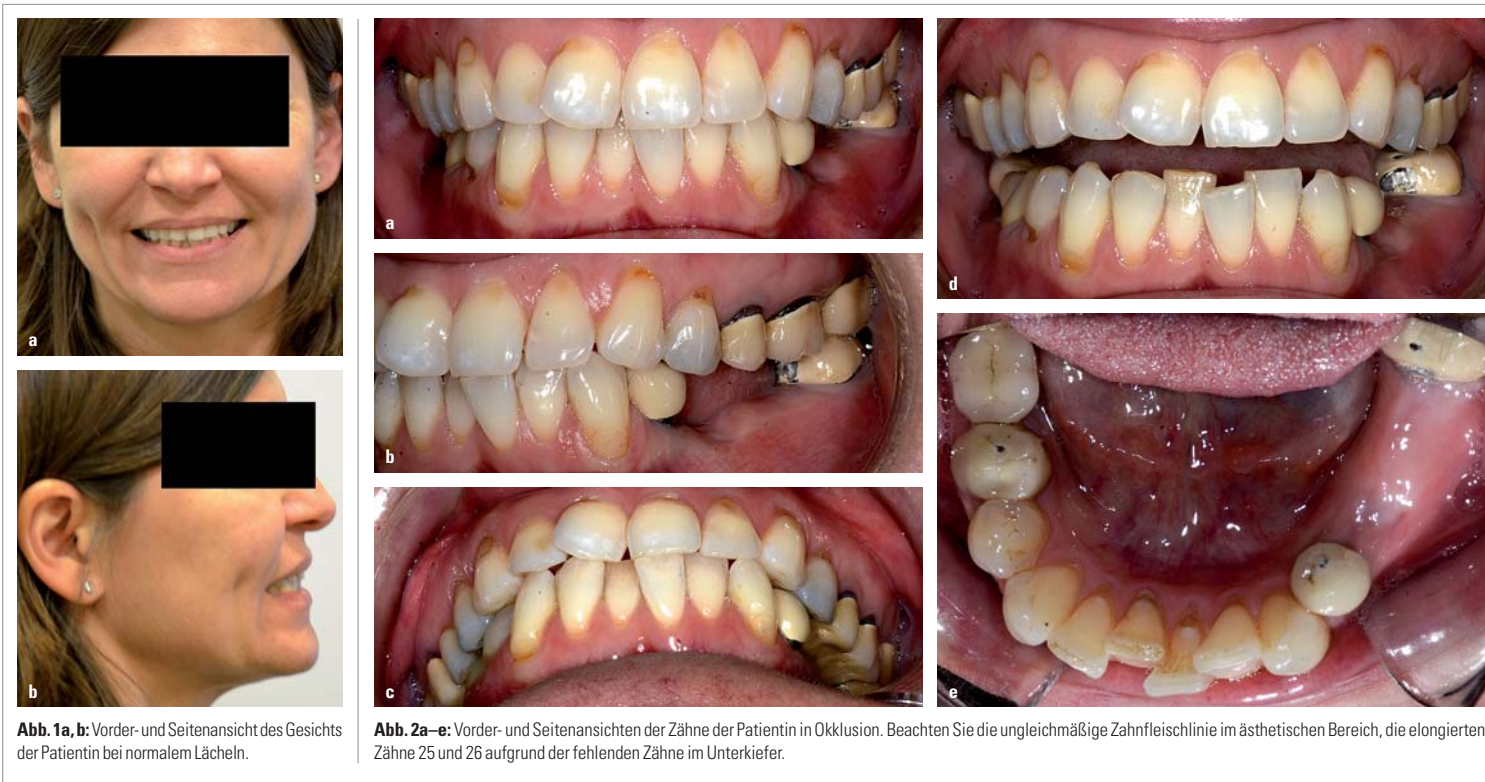 a
b
Abb. 1a, b: Vorder- und Seitenansicht des Gesichts
der Patientin bei normalem Lächeln.
a
b
c
d
e
Abb. 2a–e: Vorder- und Seitenansichten der Zähne der Patientin in Okklusion. Beachten Sie die ungleichmäßige Zahnfleischlinie im ästhetischen Bereich, die elongierten
Zähne 25 und 26 aufgrund der fehlenden Zähne im Unterkiefer.